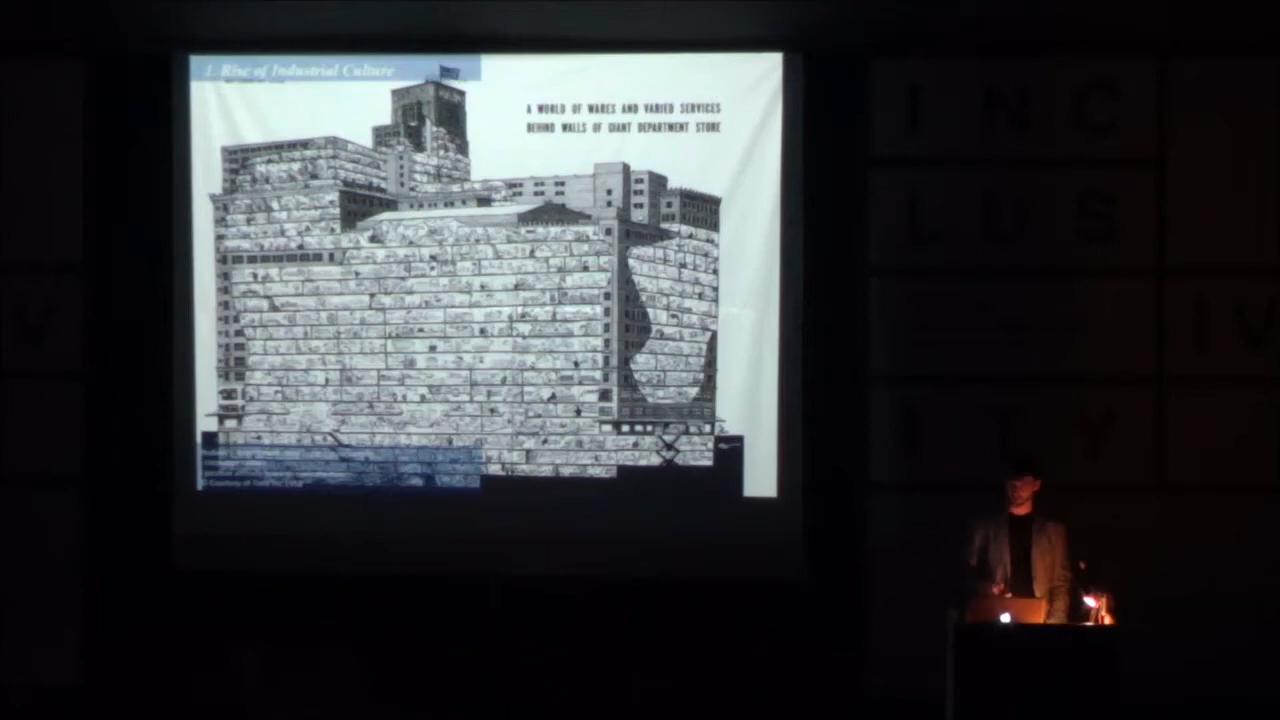 1. Rise of Industrial Culture
A WORLD OF WARES AND VARIED SERVICES
BEHIND WALLS OF GIANT DEPARTMENT STORE
INC
LUS
IV
ITY
V